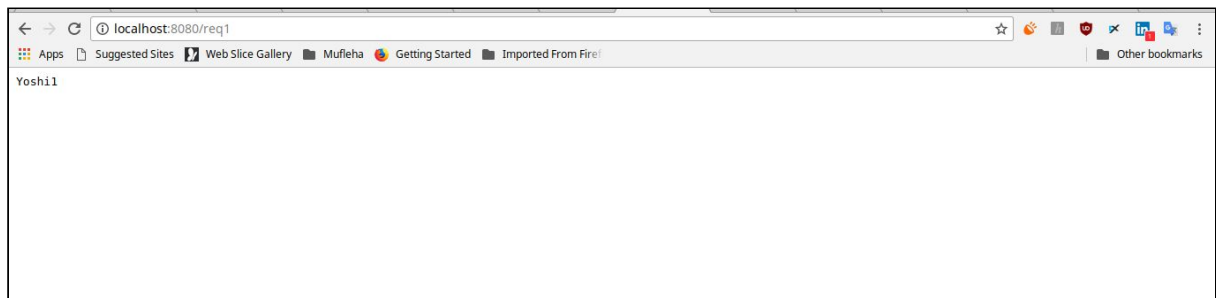 localhost:8080/req1
Apps Suggested Sites Web Slice Gallery Mufleha Getting Started Imported From Firef Other bookmarks
Yoshi1